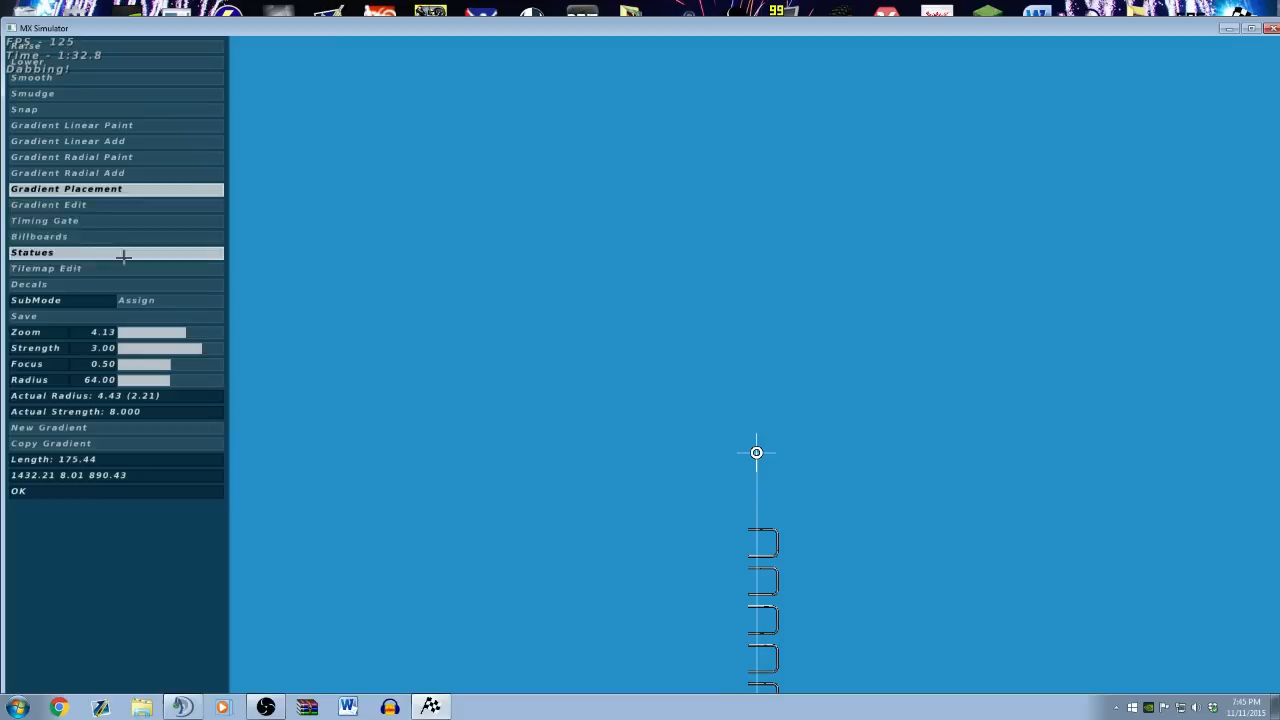 99
MX Simulator
FPS - 125
Raise
Time - 1:32.8
Lower
Dabbing!
Smooth
Smudge
Snap
Gradient Linear Paint
Gradient Linear Add
Gradient Radial Paint
Gradient Radial Add
Gradient Placement
Gradient Edit
Timing Gate
Billboards
Statues
Tilemap Edit
Decals
SubMode Assign
Save
Zoom 4.13
Strength 3.00
Focus 0.50
Radius 64.00
Actual Radius: 4.43 (2.21)
Actual Strength: 8.000
New Gradient
Copy Gradient
Length: 175.44
1432.21 8.01 890.43
OK
7:45 PM
11/11/2015